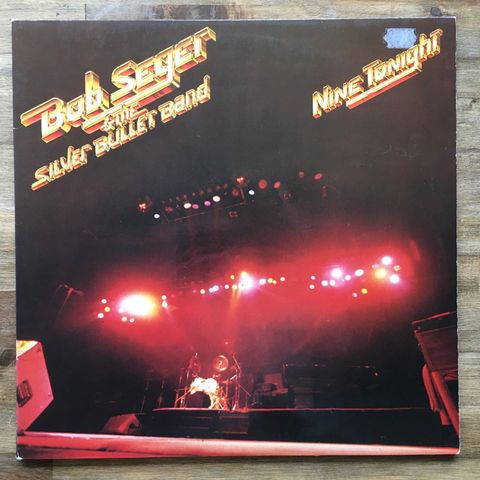 Bob Seger
& THE
SILVER BULLET BAND
NINE TONIGHT